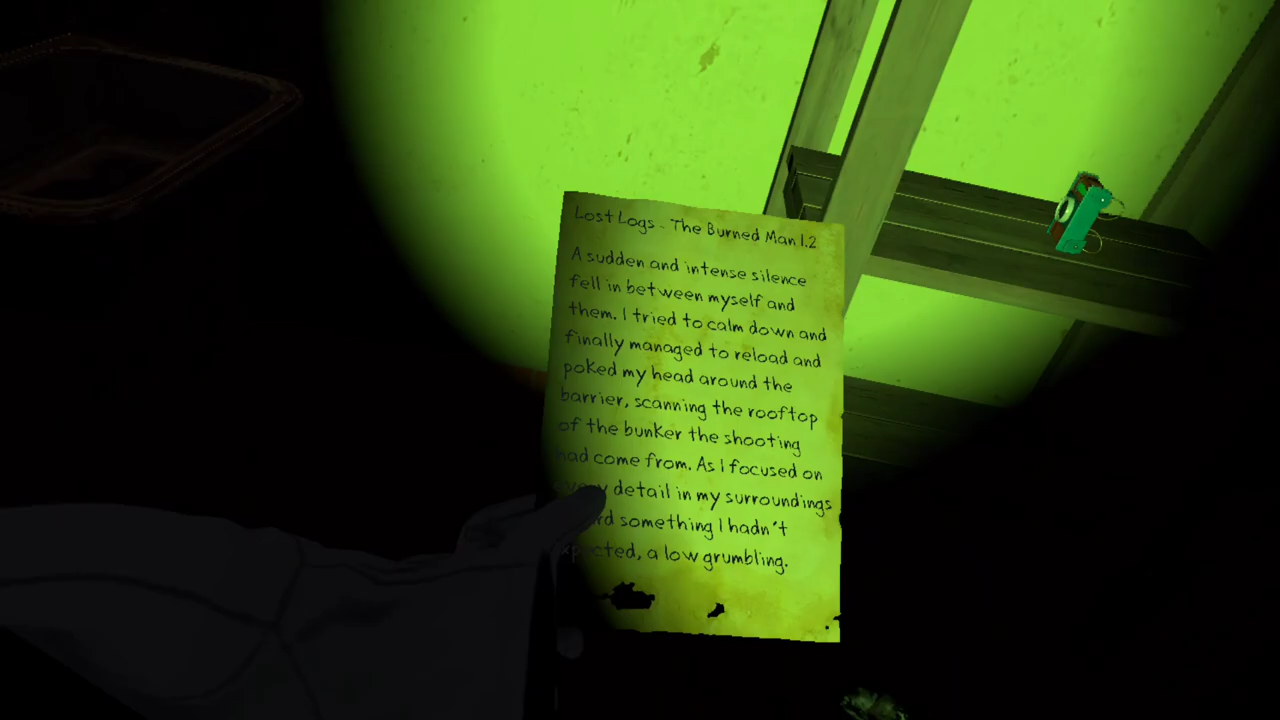 Lost Logs - The Burned Man 1.2
A sudden and intense silence
fell in between myself and
them. I tried to calm down and
finally managed to reload and
poked my head around the
barrier, scanning the rooftop
of the bunker the shooting
had come from. As I focused on
every detail in my surroundings
something I hadn't
expected, a low grumbling.